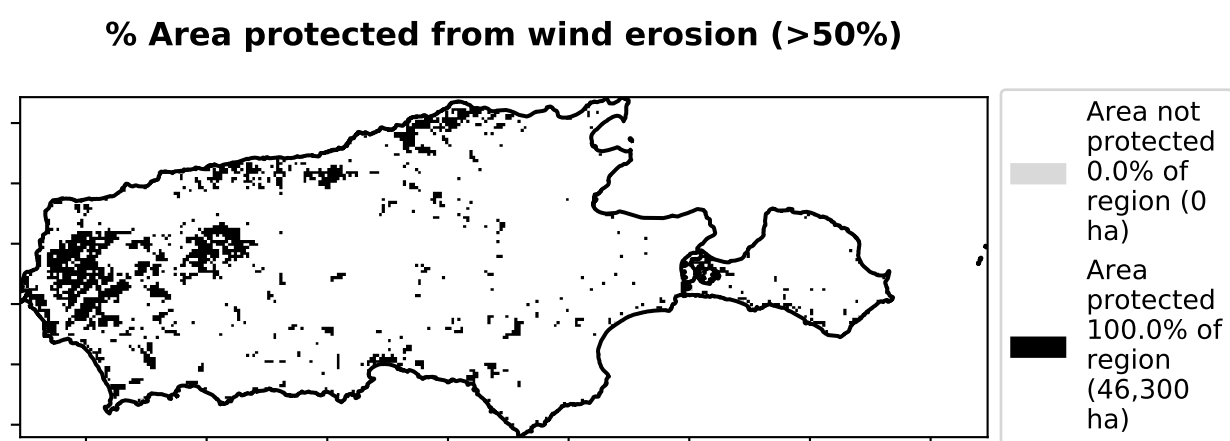 % Area protected from wind erosion (>50%)
Area not
protected
0.0% of
region (0
ha)
Area
protected
100.0% of
region
(46,300
ha)